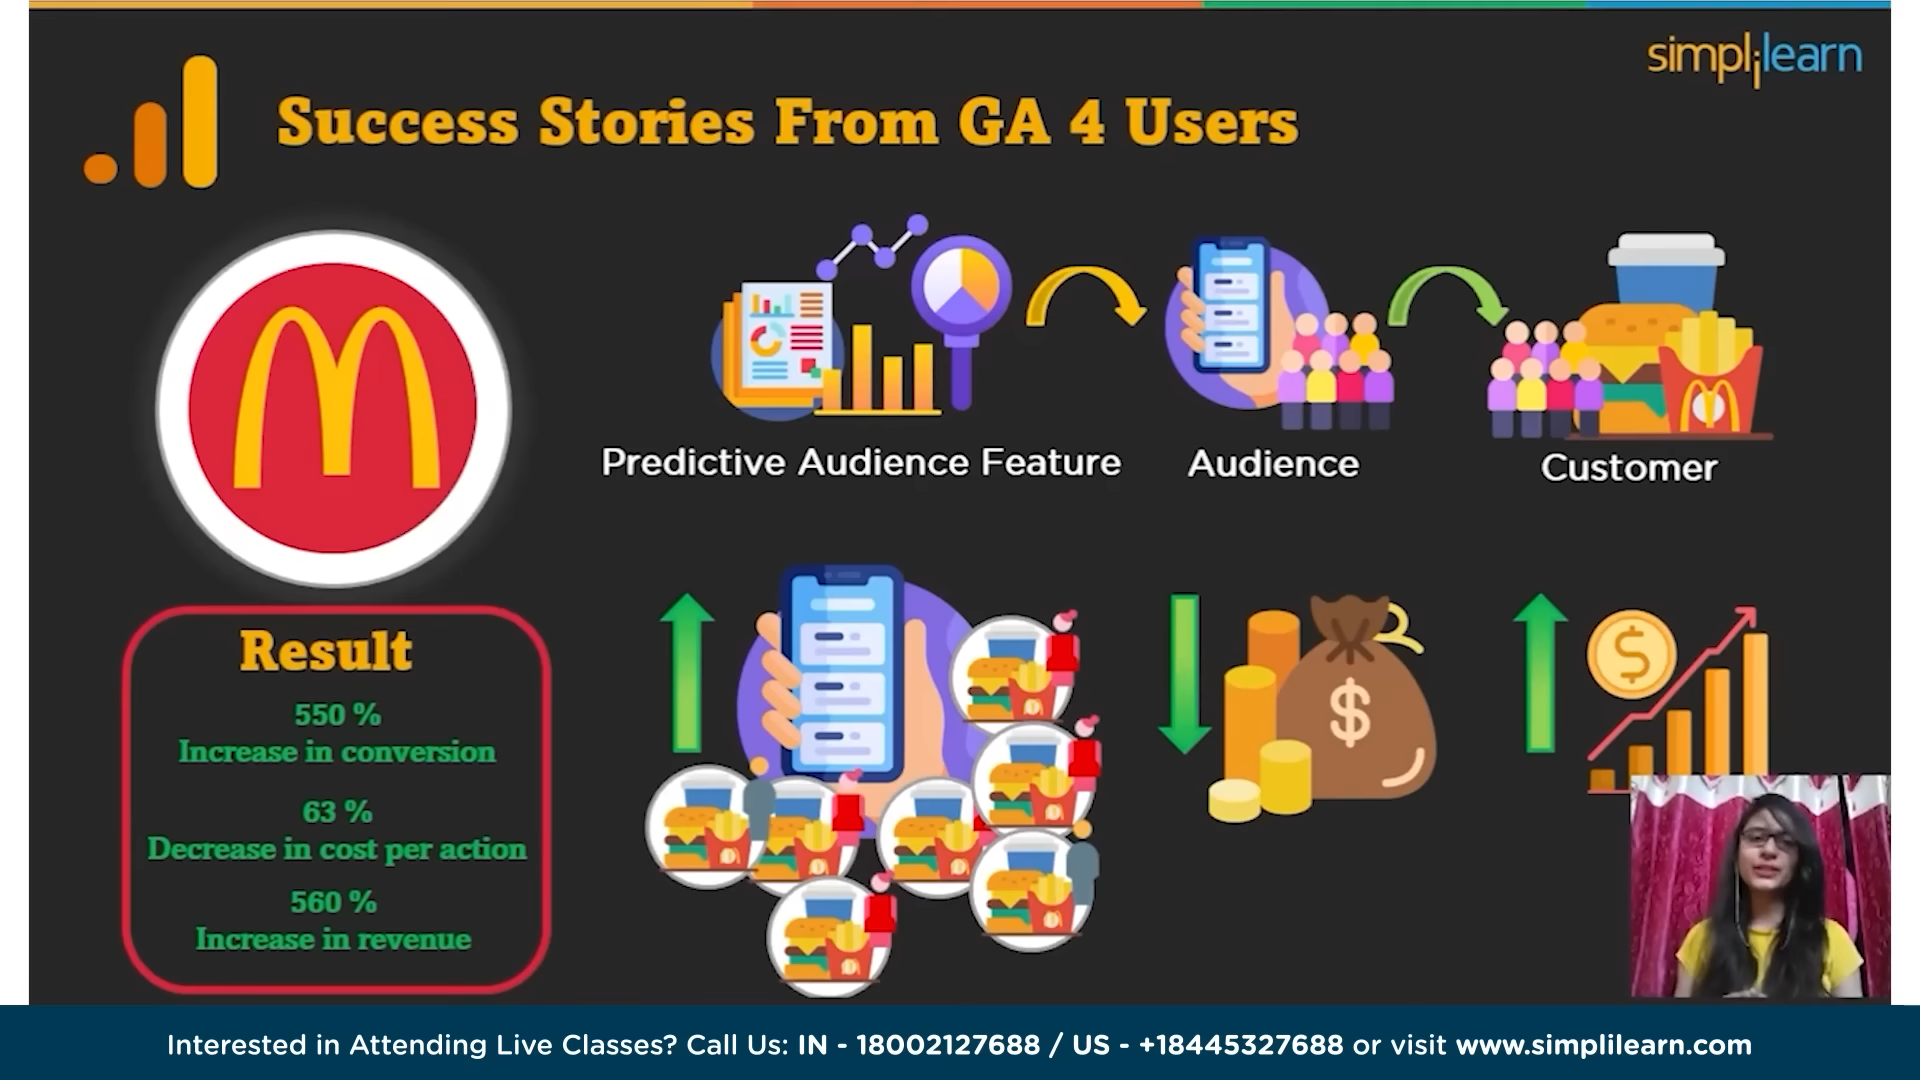 simplilearn
Success Stories From GA 4 Users
Predictive Audience Feature
Audience
Customer
Result
550 %
Increase in conversion
63 %
Decrease in cost per action
560 %
Increase in revenue
$
$
Interested in Attending Live Classes? Call Us: IN - 18002127688 / US - +18445327688 or visit www.simplilearn.com